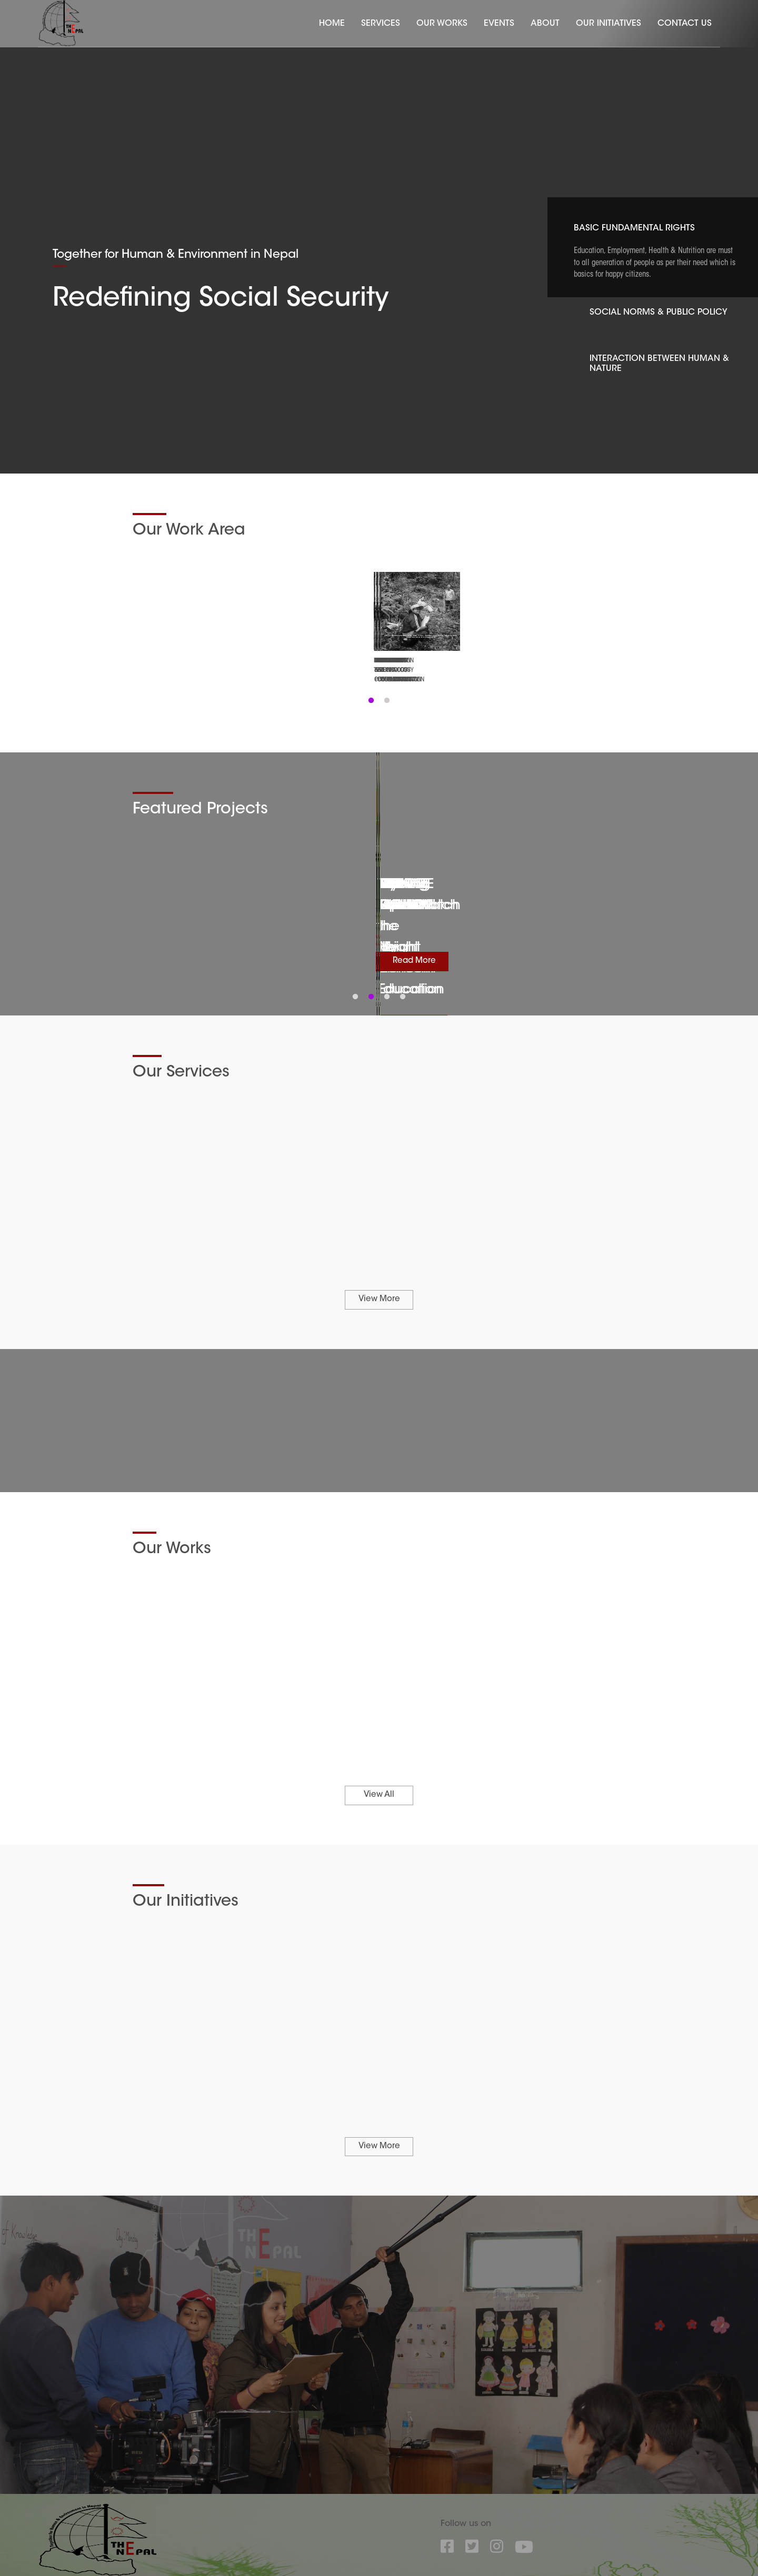 THE NEPAL
HOME SERVICES OUR WORKS EVENTS ABOUT OUR INITIATIVES CONTACT US
Together for Human & Environment in Nepal
Redefining Social Security
BASIC FUNDAMENTAL RIGHTS
Education, Employment, Health & Nutrition are must
to all generation of people as per their need which is
basics for happy citizens.
SOCIAL NORMS & PUBLIC POLICY
INTERACTION BETWEEN HUMAN &
NATURE
Our Work Area
Featured Projects
the
Read More
Education
Our Services
View More
Our Works
View All
Our Initiatives
View More
THE
NEPAL
THE
NEPAL
Follow us on